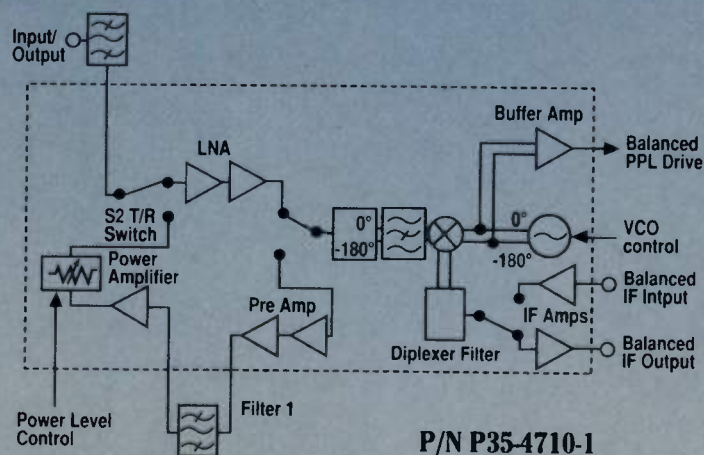 Input/
Output
LNA
S2 T/R
Switch
Power
Amplifier
Pre Amp
Power Level
Control
Filter 1
0°
-180°
Buffer Amp
Balanced
PPL Drive
0°
-180°
VCO
control
Balanced
IF Intput
IF Amps
Diplexer Filter
Balanced
IF Output
P/N P35-4710-1